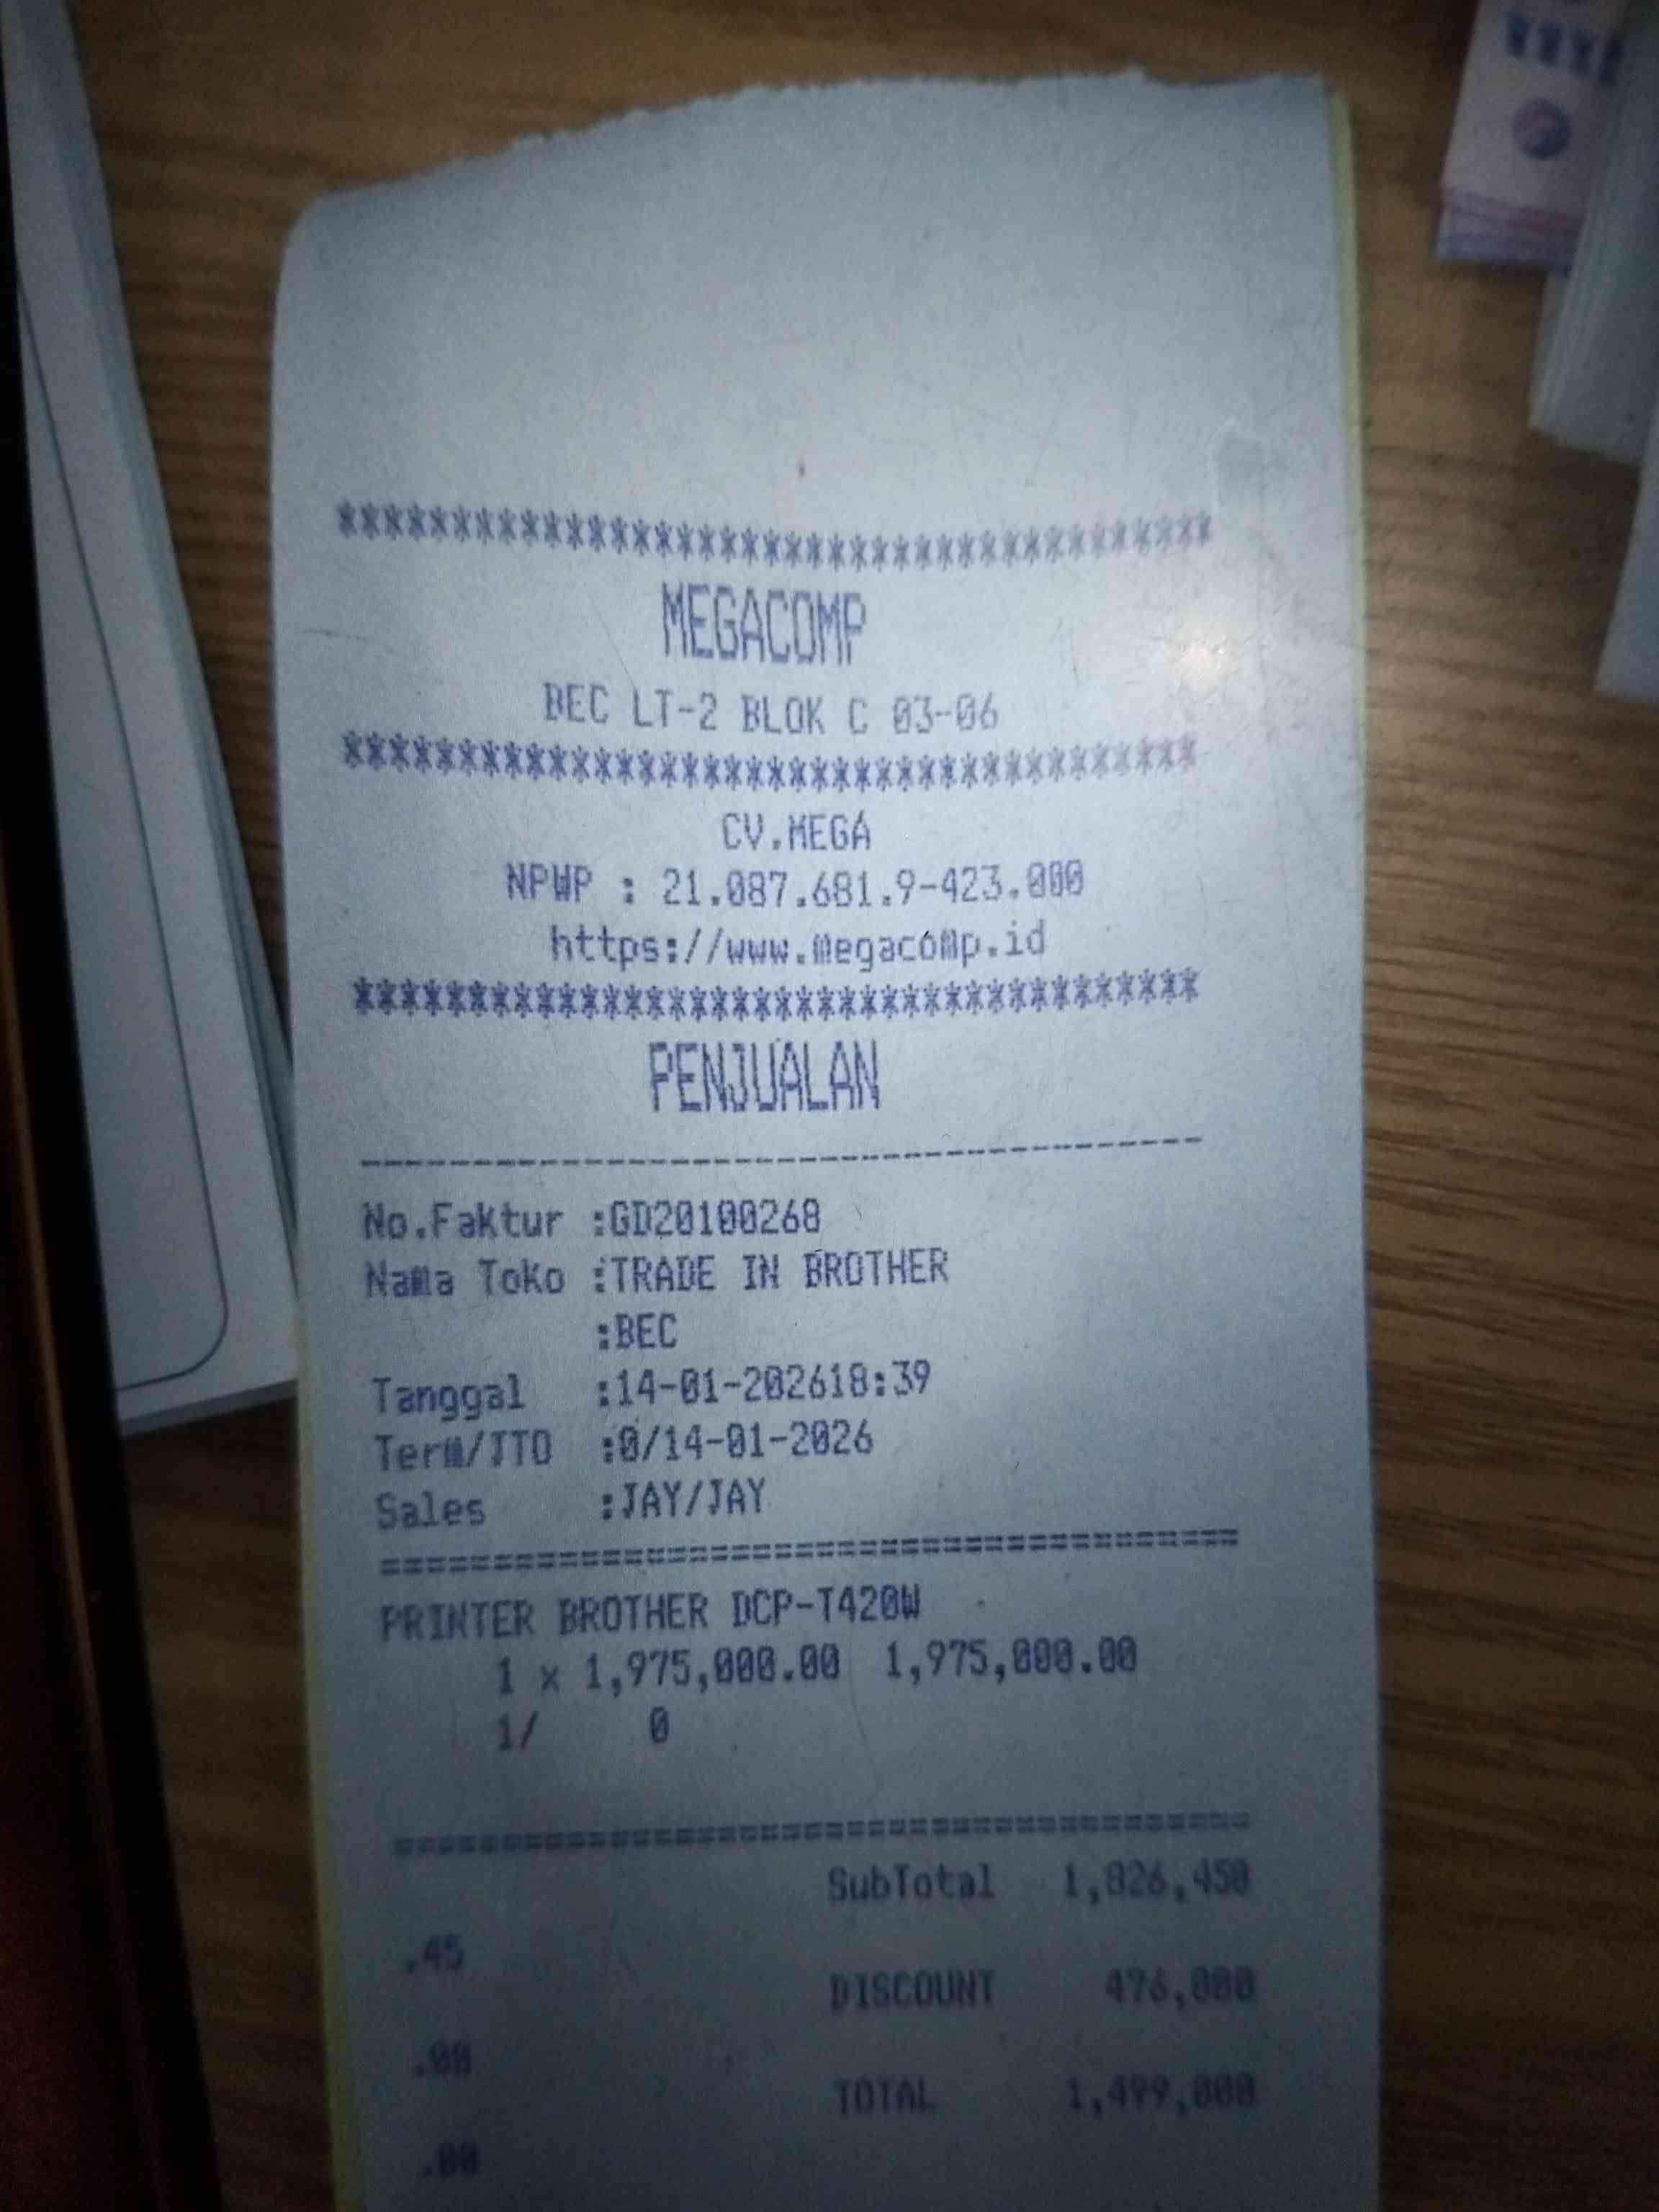 **************************************
MEGACOMP
BEC LT-2 BLOK C 03-06
**************************************
CV.MEGA
NPWP : 21.087.681.9-423.000
https://www.megacomp.id
**************************************
PENJUALAN
----------------------------------------
No.Faktur :GD20100268
Nama Toko :TRADE IN BROTHER
:BEC
Tanggal :14-01-202618:39
Term/JTO :0/14-01-2026
Sales :JAY/JAY
========================================
PRINTER BROTHER DCP-T420W
1 x 1,975,000.00 1,975,000.00
1/ 0
========================================
SubTotal 1,826,450
.45
DISCOUNT 476,000
.00
TOTAL 1,499,000
.00